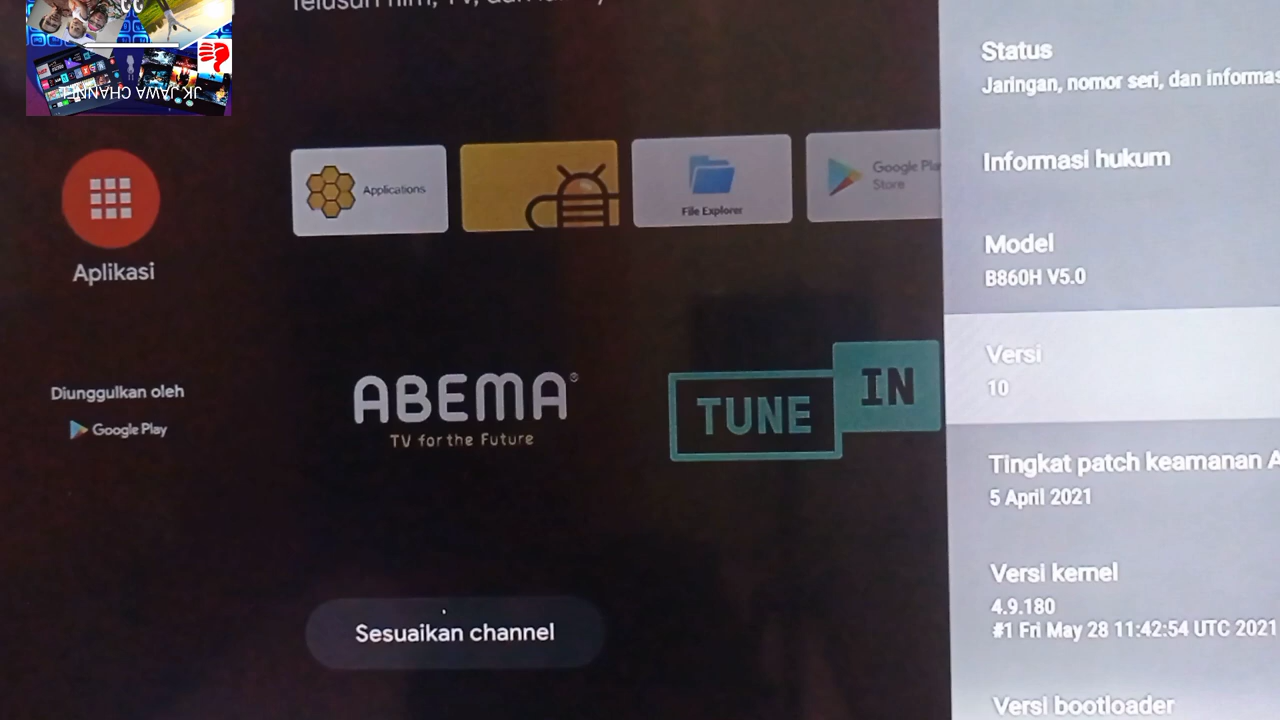 JK JAWA CHANNEL
Applications
File Explorer
Google Play
Store
Aplikasi
Diunggulkan oleh
Google Play
ABEMA®
TV for the Future
TUNE
IN
Sesuaikan channel
Status
Jaringan, nomor seri, dan informas
Informasi hukum
Model
B860H V5.0
Versi
10
Tingkat patch keamanan A
5 April 2021
Versi kernel
4.9.180
#1 Fri May 28 11:42:54 UTC 2021
Versi bootloader